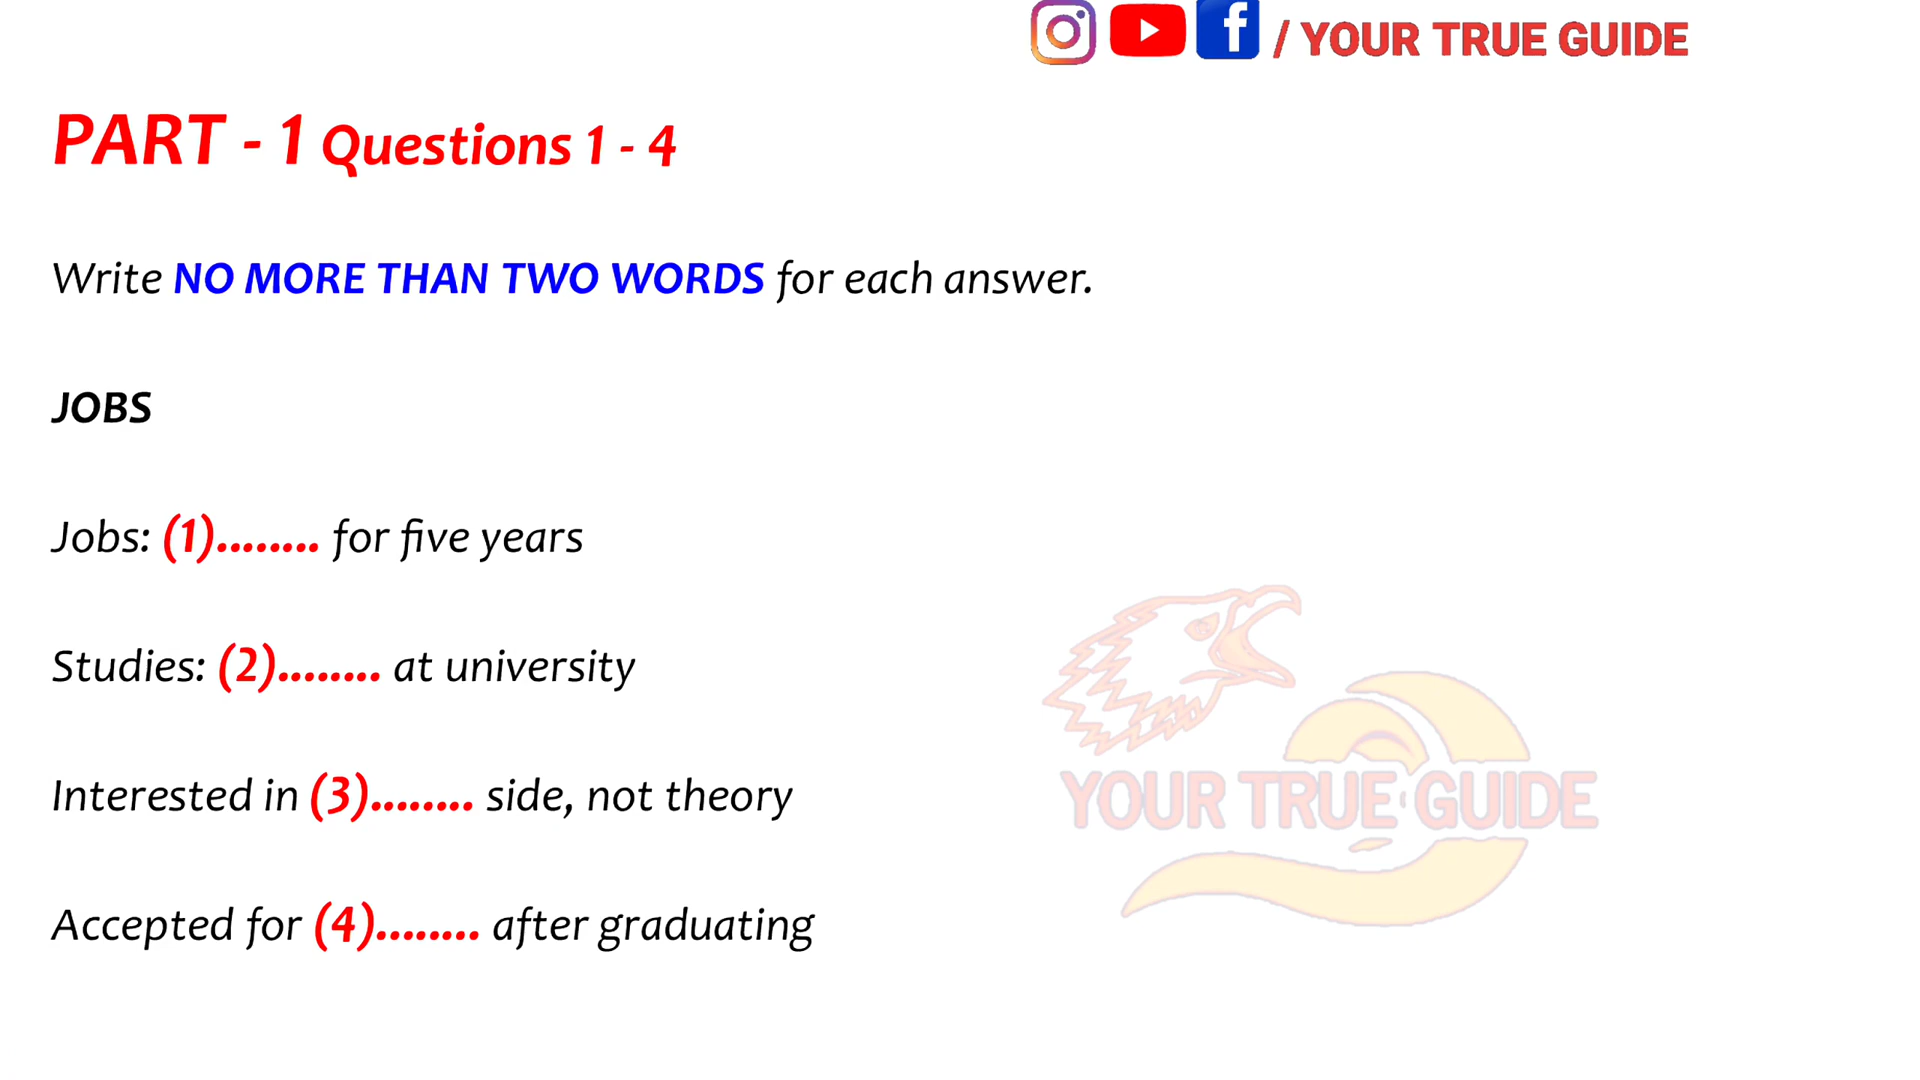 / YOUR TRUE GUIDE
PART - 1 Questions 1 - 4
Write NO MORE THAN TWO WORDS for each answer.
JOBS
Jobs: (1)........ for five years
Studies: (2)........ at university
Interested in (3)........ side, not theory
Accepted for (4)........ after graduating
YOUR TRUE GUIDE